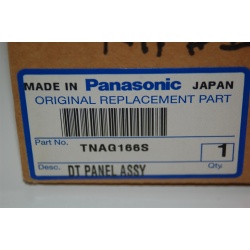 MADE IN Panasonic JAPAN
ORIGINAL REPLACEMENT PART
Part No. TNAG166S 1
Desc. DT PANEL ASSY Qty.